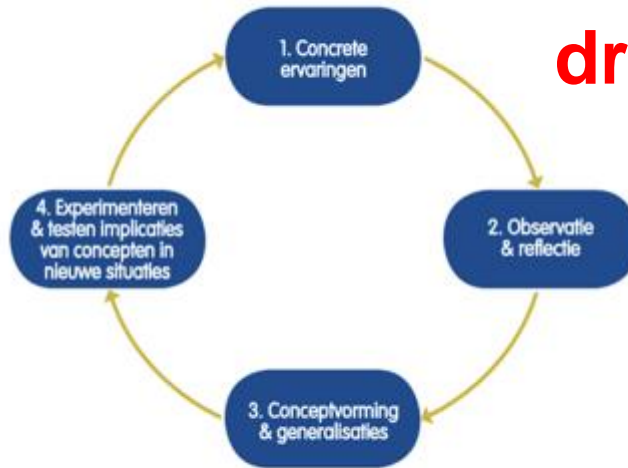 1. Concrete
ervaringen
dr
2. Observatie
& reflectie
3. Conceptvorming
& generalisaties
4. Experimenteren
& testen implicaties
van concepten in
nieuwe situaties